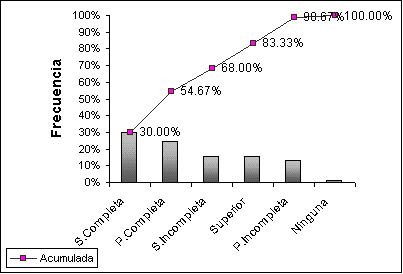 100%
90%
80%
70%
60%
50%
40%
30%
20%
10%
0%
Frecuencia
30.00%
54.67%
68.00%
83.33%
98.67%
100.00%
S.Completa
P.Completa
S.Incompleta
Superior
P.Incompleta
Ninguna
Acumulada